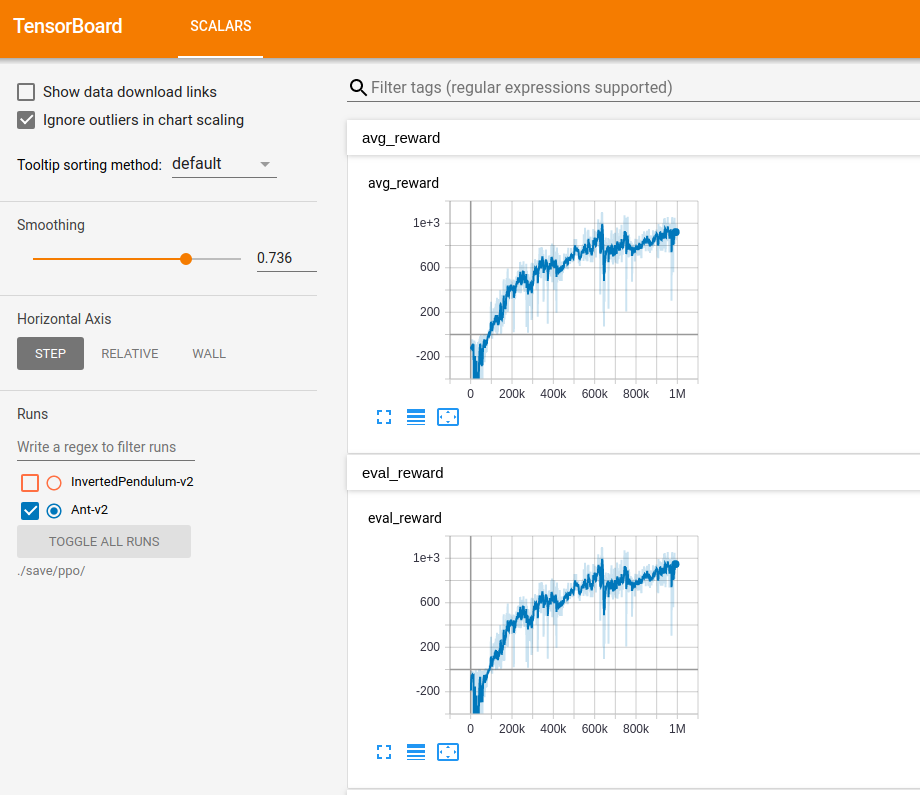 TensorBoard
SCALARS
Show data download links
Ignore outliers in chart scaling
Tooltip sorting method: default
Smoothing
0.736
Horizontal Axis
STEP RELATIVE WALL
Runs
Write a regex to filter runs
InvertedPendulum-v2
Ant-v2
TOGGLE ALL RUNS
./save/ppo/
Filter tags (regular expressions supported)
avg_reward
avg_reward
1e+3
600
200
-200
0 200k 400k 600k 800k 1M
eval_reward
eval_reward
1e+3
600
200
-200
0 200k 400k 600k 800k 1M